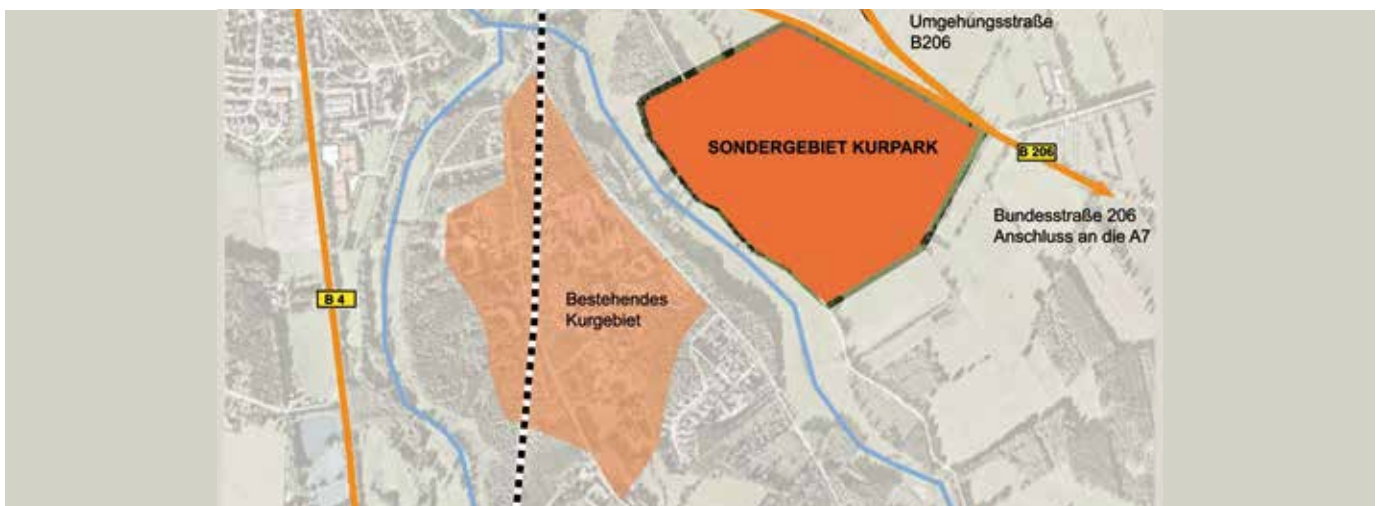 Umgehungsstraße
B206
SONDERGEBIET KURPARK
B 206
Bundesstraße 206
Anschluss an die A7
Bestehendes
Kurgebiet
B 4